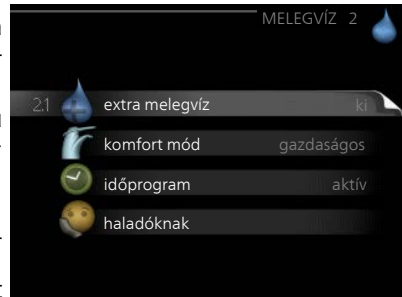 MELEGVÍZ 2
2.1 extra melegvíz ki
komfort mód gazdaságos
időprogram aktív
haladóknak